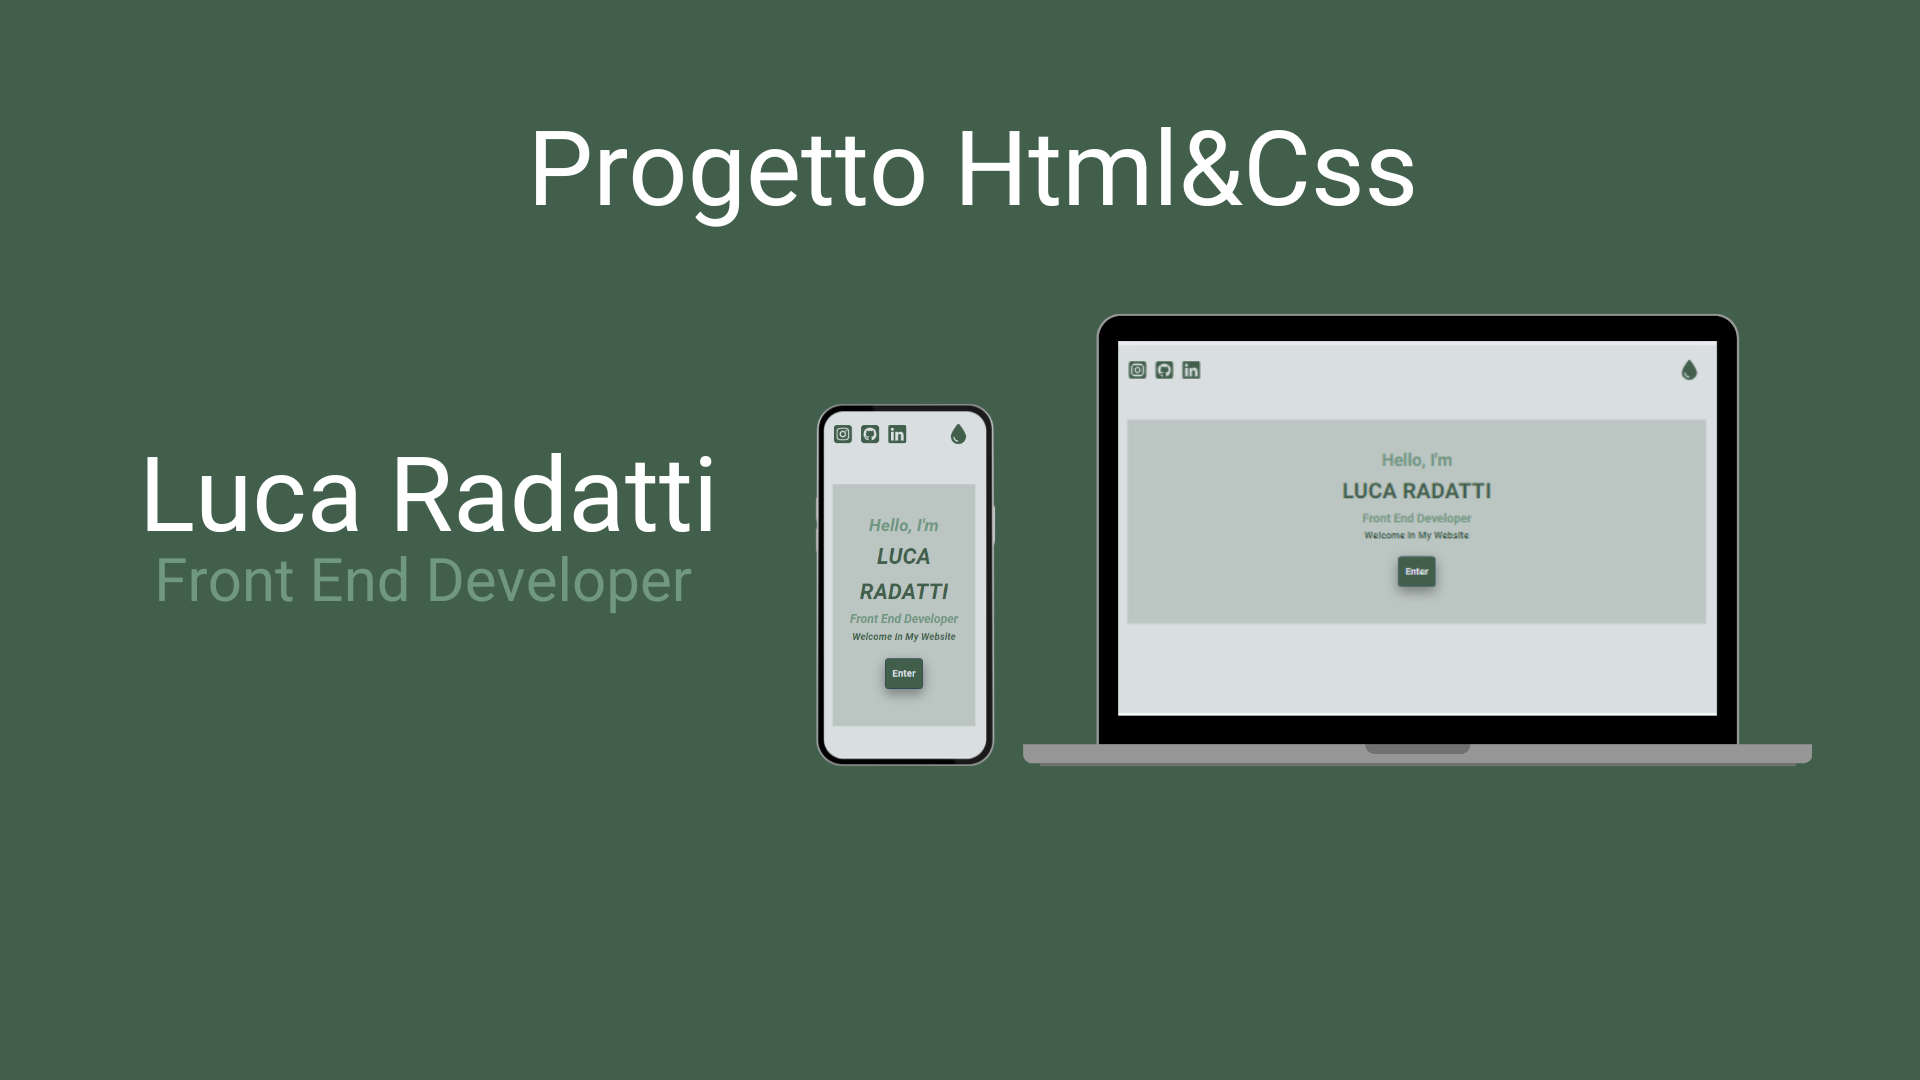 Progetto Html&Css
Luca Radatti
Front End Developer
Hello, I'm
LUCA
RADATTI
Front End Developer
Welcome In My Website
Enter
Hello, I'm
LUCA RADATTI
Front End Developer
Welcome In My Website
Enter